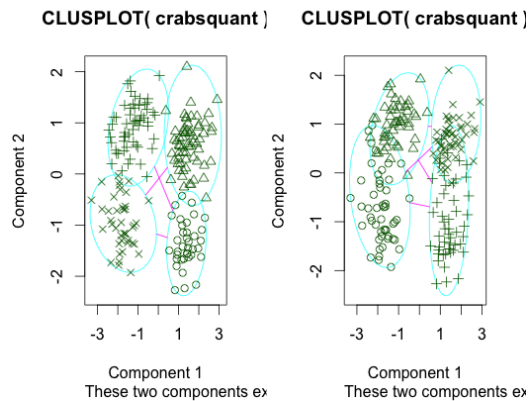 CLUSPLOT( crabsquant )
Component 2
2
1
0
-1
-2
-3
-1
1
3
Component 1
These two components ex
CLUSPLOT( crabsquant )
Component 2
2
1
0
-1
-2
-3
-1
1
3
Component 1
These two components ex